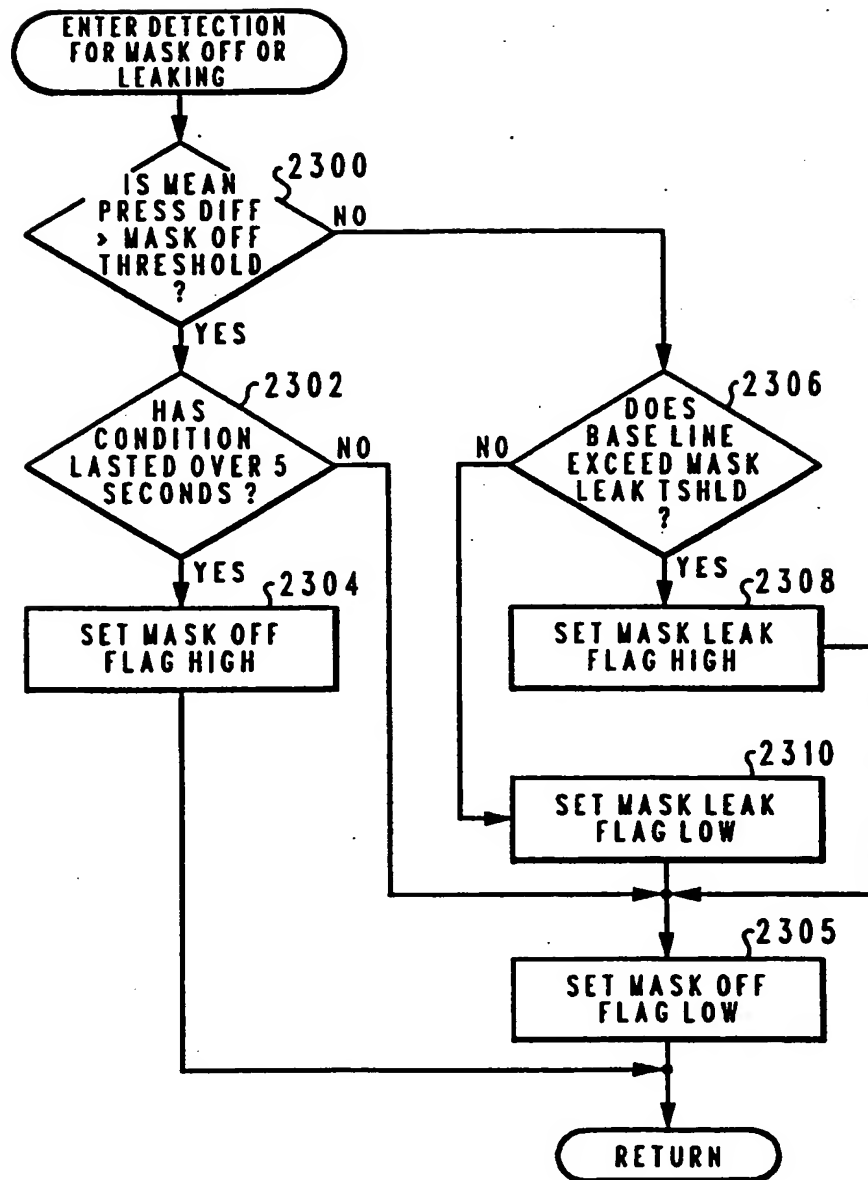 ENTER DETECTION
FOR MASK OFF OR
LEAKING
2300
IS MEAN
PRESS DIFF
> MASK OFF
THRESHOLD
?
NO
YES
2302
HAS
CONDITION
LASTED OVER 5
SECONDS ?
NO
YES
2306
DOES
BASE LINE
EXCEED MASK
LEAK TSHLD
?
NO
YES
2304
SET MASK OFF
FLAG HIGH
2308
SET MASK LEAK
FLAG HIGH
2310
SET MASK LEAK
FLAG LOW
2305
SET MASK OFF
FLAG LOW
RETURN